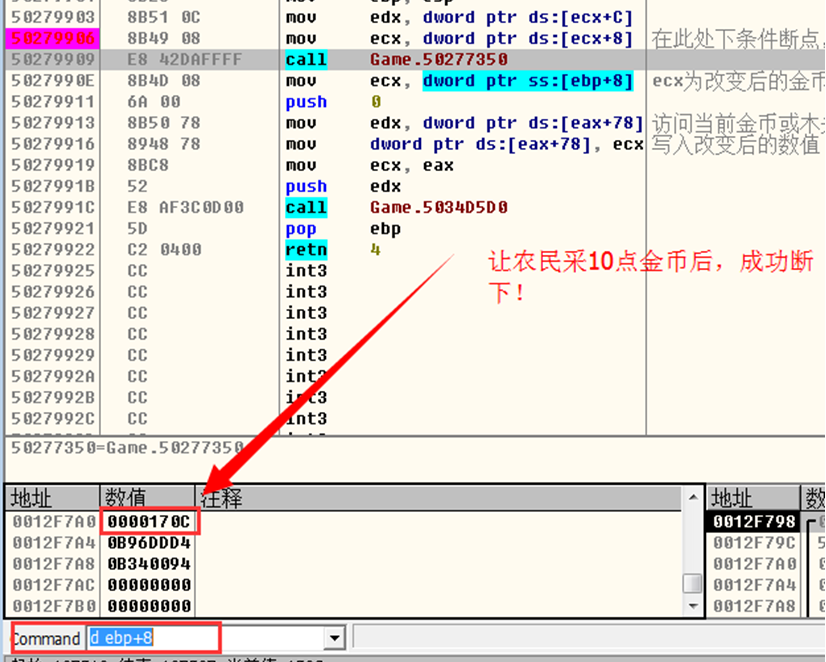 50279903 8B51 0C mov edx, dword ptr ds:[ecx+C]
50279906 8B49 08 mov ecx, dword ptr ds:[ecx+8] 在此处下条件断点,
50279909 E8 42DAFFFF call Game.50277350
5027990E 8B4D 08 mov ecx, dword ptr ss:[ebp+8] ecx为改变后的金币
50279911 6A 00 push 0
50279913 8B50 78 mov edx, dword ptr ds:[eax+78] 访问当前金币或木
50279916 8948 78 mov dword ptr ds:[eax+78], ecx 写入改变后的数值
50279919 8BC8 mov ecx, eax
5027991B 52 push edx
5027991C E8 AF3C0D00 call Game.5034D5D0
50279921 5D pop ebp
50279922 C2 0400 retn 4
50279925 CC int3
50279926 CC int3
50279927 CC int3
50279928 CC int3
50279929 CC int3
5027992A CC int3
5027992B CC int3
5027992C CC int3
让农民采10点金币后，成功断
下！
50277350=Game.50277350
地址 数值 注释
0012F7A0 0000170C
0012F7A4 0B96DDD4
0012F7A8 0B340094
0012F7AC 00000000
0012F7B0 00000000
地址 数
0012F798
0012F79C
0012F7A0
0012F7A4
0012F7A8
Command d ebp+8